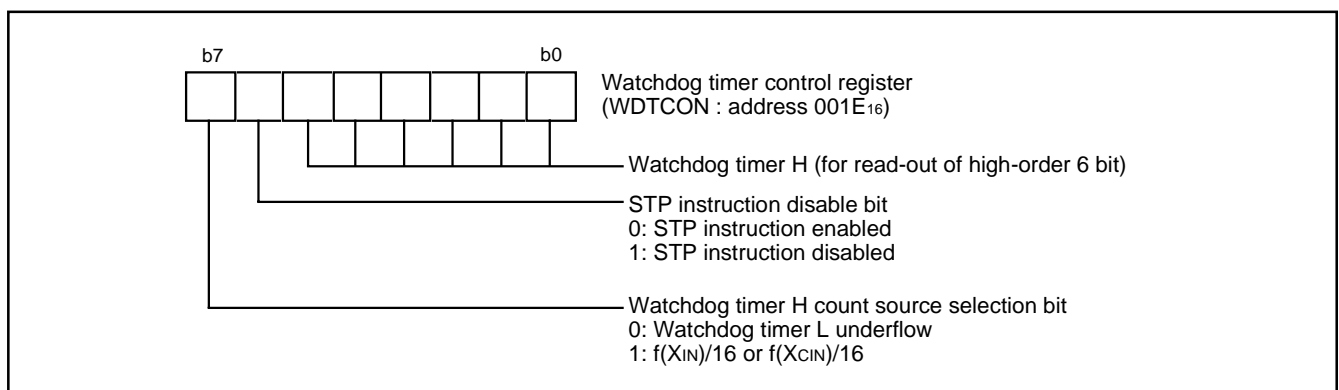 b7 b0
Watchdog timer control register
(WDTCON : address 001E16)
Watchdog timer H (for read-out of high-order 6 bit)
STP instruction disable bit
0: STP instruction enabled
1: STP instruction disabled
Watchdog timer H count source selection bit
0: Watchdog timer L underflow
1: f(XIN)/16 or f(XCIN)/16